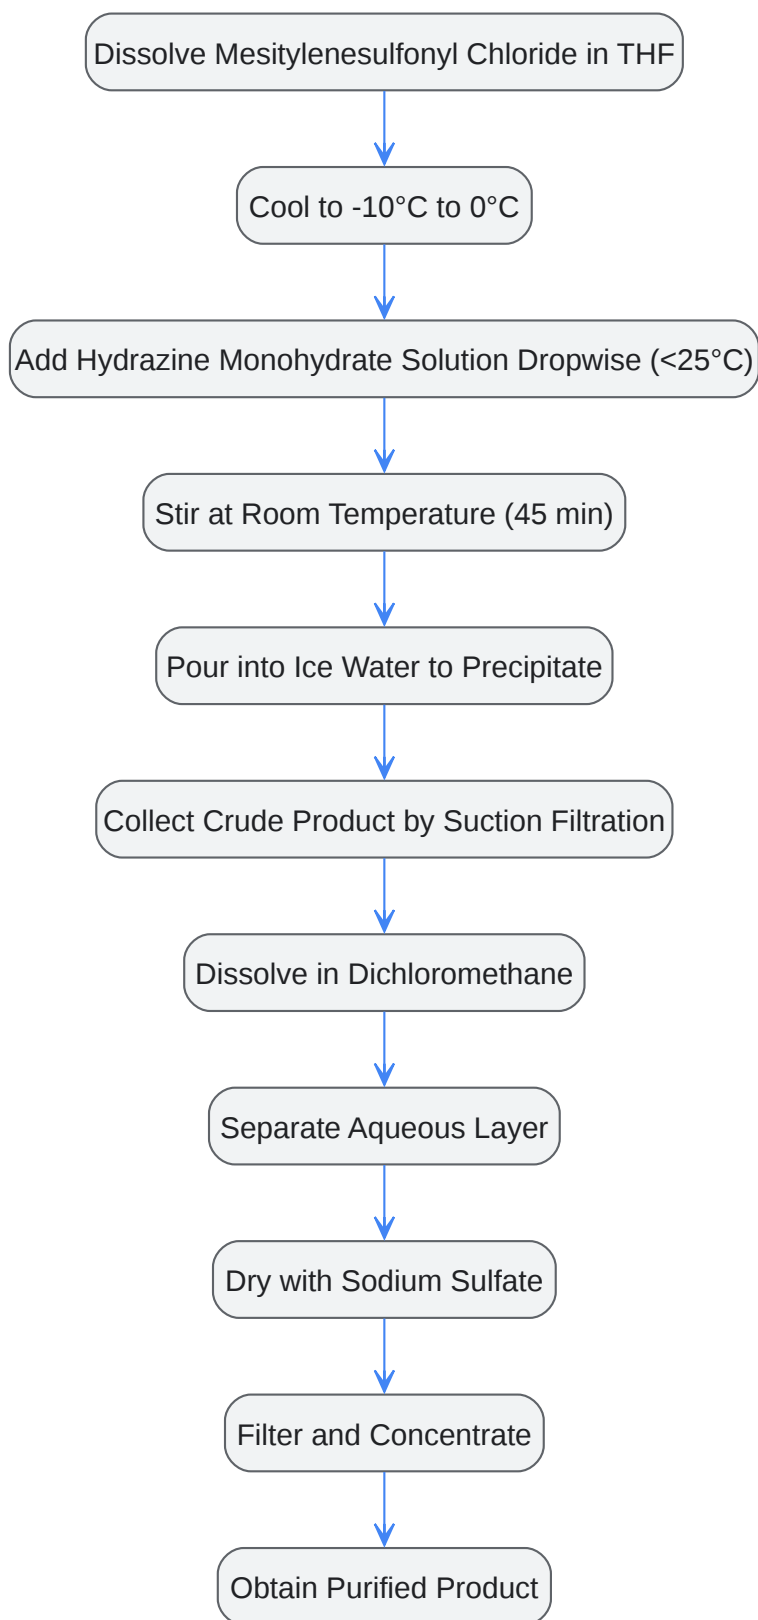 Dissolve Mesitylenesulfonyl Chloride in THF
Cool to -10°C to 0°C
Add Hydrazine Monohydrate Solution Dropwise (<25°C)
Stir at Room Temperature (45 min)
Pour into Ice Water to Precipitate
Collect Crude Product by Suction Filtration
Dissolve in Dichloromethane
Separate Aqueous Layer
Dry with Sodium Sulfate
Filter and Concentrate
Obtain Purified Product